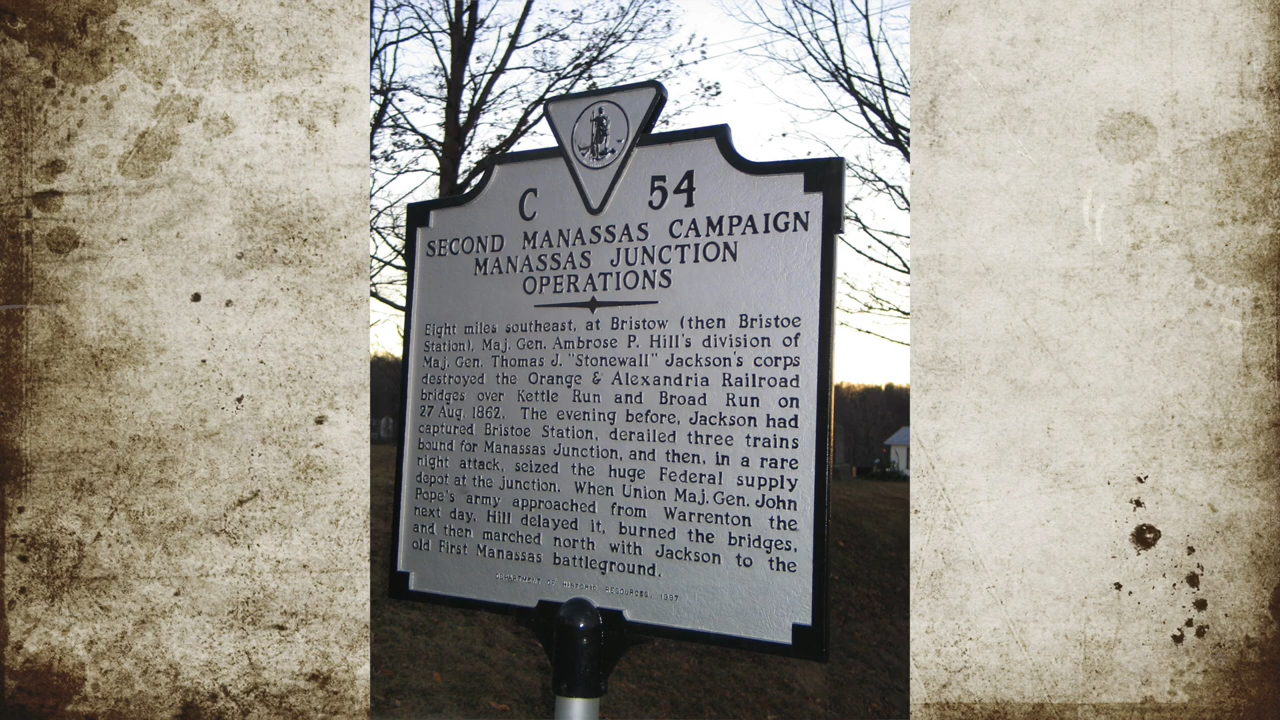 C 54
SECOND MANASSAS CAMPAIGN
MANASSAS JUNCTION
OPERATIONS
Eight miles southeast, at Bristow (then Bristoe
Station), Maj. Gen. Ambrose P. Hill's division of
Maj. Gen. Thomas J. "Stonewall" Jackson's corps
destroyed the Orange & Alexandria Railroad
bridges over Kettle Run and Broad Run on
27 Aug. 1862. The evening before, Jackson had
captured Bristoe Station, derailed three trains
bound for Manassas Junction, and then, in a rare
night attack, seized the huge Federal supply
depot at the junction. When Union Maj. Gen. John
Pope's army approached from Warrenton the
next day, Hill delayed it, burned the bridges,
and then marched north with Jackson to the
old First Manassas battleground.
DEPARTMENT OF HISTORIC RESOURCES, 1987